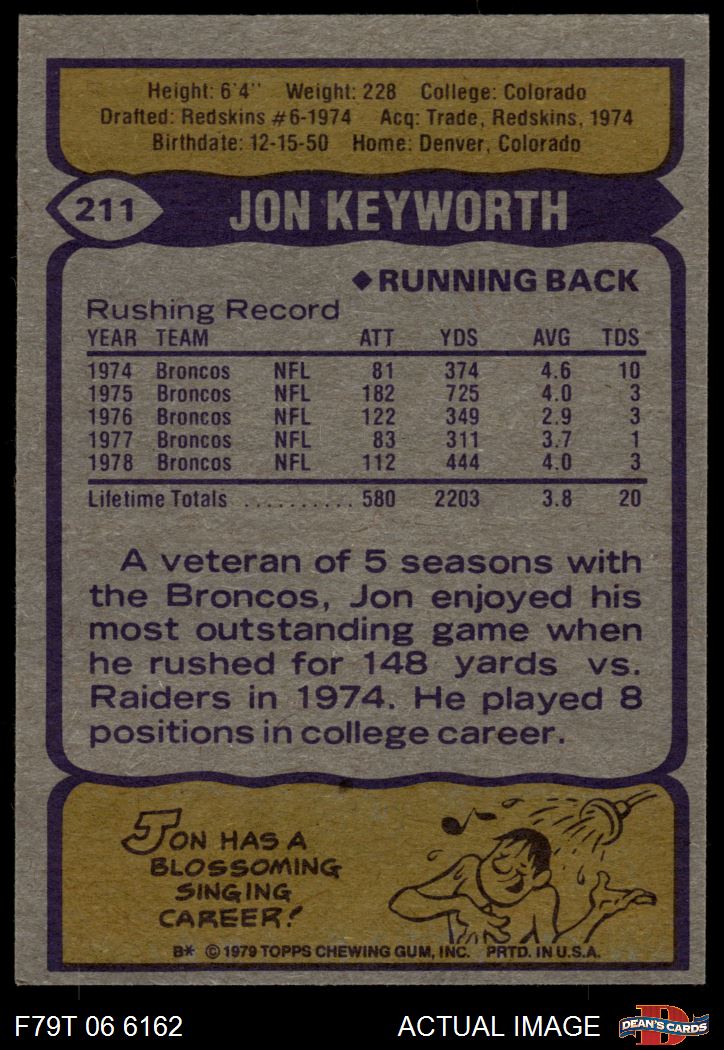 Height: 6'4" Weight: 228 College: Colorado
Drafted: Redskins #6-1974 Acq: Trade, Redskins, 1974
Birthdate: 12-15-50 Home: Denver, Colorado
211 JON KEYWORTH
◆RUNNING BACK
Rushing Record
YEAR TEAM ATT YDS AVG TDS
1974 Broncos NFL 81 374 4.6 10
1975 Broncos NFL 182 725 4.0 3
1976 Broncos NFL 122 349 2.9 3
1977 Broncos NFL 83 311 3.7 1
1978 Broncos NFL 112 444 4.0 3
Lifetime Totals .......... 580 2203 3.8 20
A veteran of 5 seasons with
the Broncos, Jon enjoyed his
most outstanding game when
he rushed for 148 yards vs.
Raiders in 1974. He played 8
positions in college career.
JON HAS A
BLOSSOMING
SINGING
CAREER!
B* © 1979 TOPPS CHEWING GUM, INC. PRTD. IN U.S.A.
F79T 06 6162 ACTUAL IMAGE
D
DEAN'S CARDS